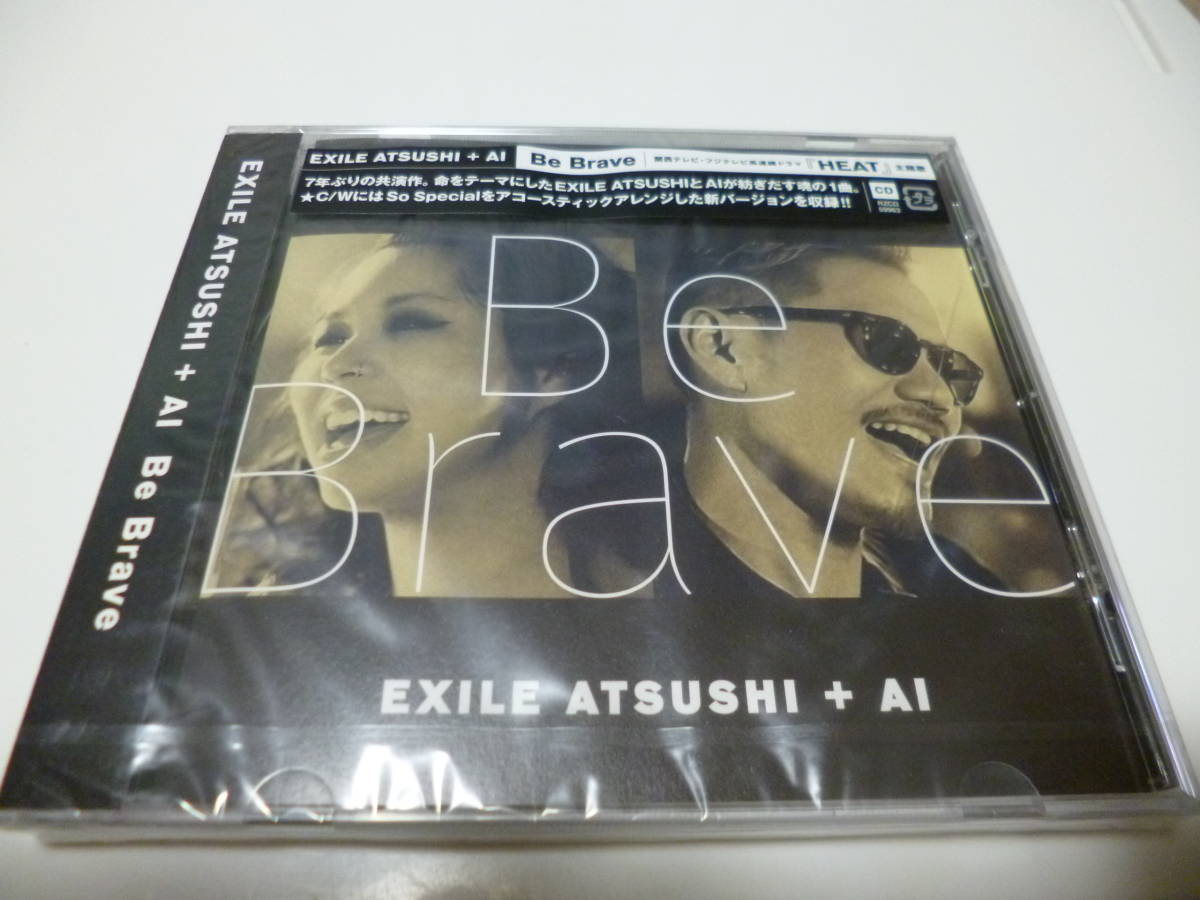 EXILE ATSUSHI + AI Be Brave
EXILE ATSUSHI + AI
Be Brave
関西テレビ・フジテレビ系連続ドラマ『HEAT』主題歌
7年ぶりの共演作。命をテーマにしたEXILE ATSUSHIとAIが紡ぎだす魂の1曲。
★C/WにはSo Specialをアコースティックアレンジした新バージョンを収録!!
CD
RZCD
59963
プラ
Be
Brave
EXILE ATSUSHI + AI